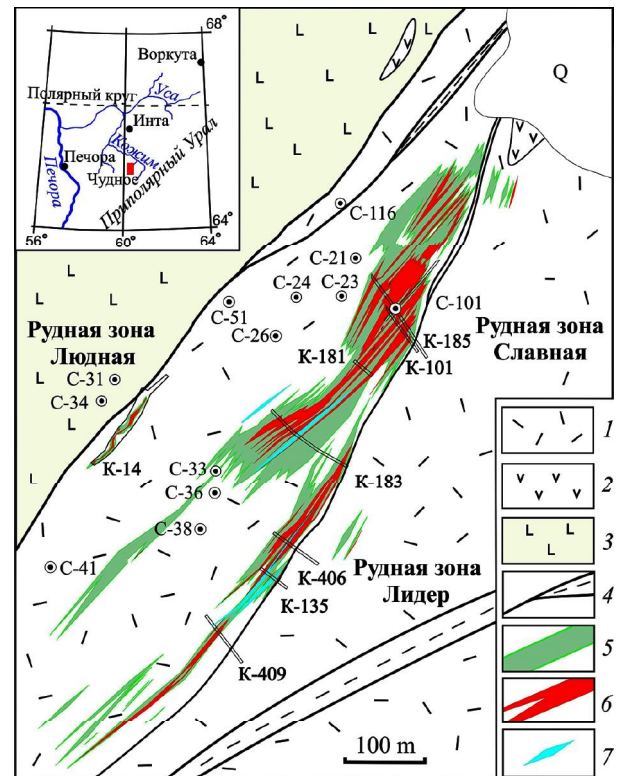 68°
Воркута
Полярный круг
Уса
Инта
Кожим
Печора
Чудное
Печора
Приполярный Урал
64°
56°
60°
64°
L
V
Q
V
С-116
С-21
С-24
С-23
С-51
С-101
С-26
К-185
К-181
К-101
Рудная зона
Людная
Рудная зона
Славная
С-31
С-34
К-14
С-33
С-36
К-183
С-38
С-41
К-406
К-135
Рудная зона
Лидер
К-409
100 m
1
2
3
4
5
6
7